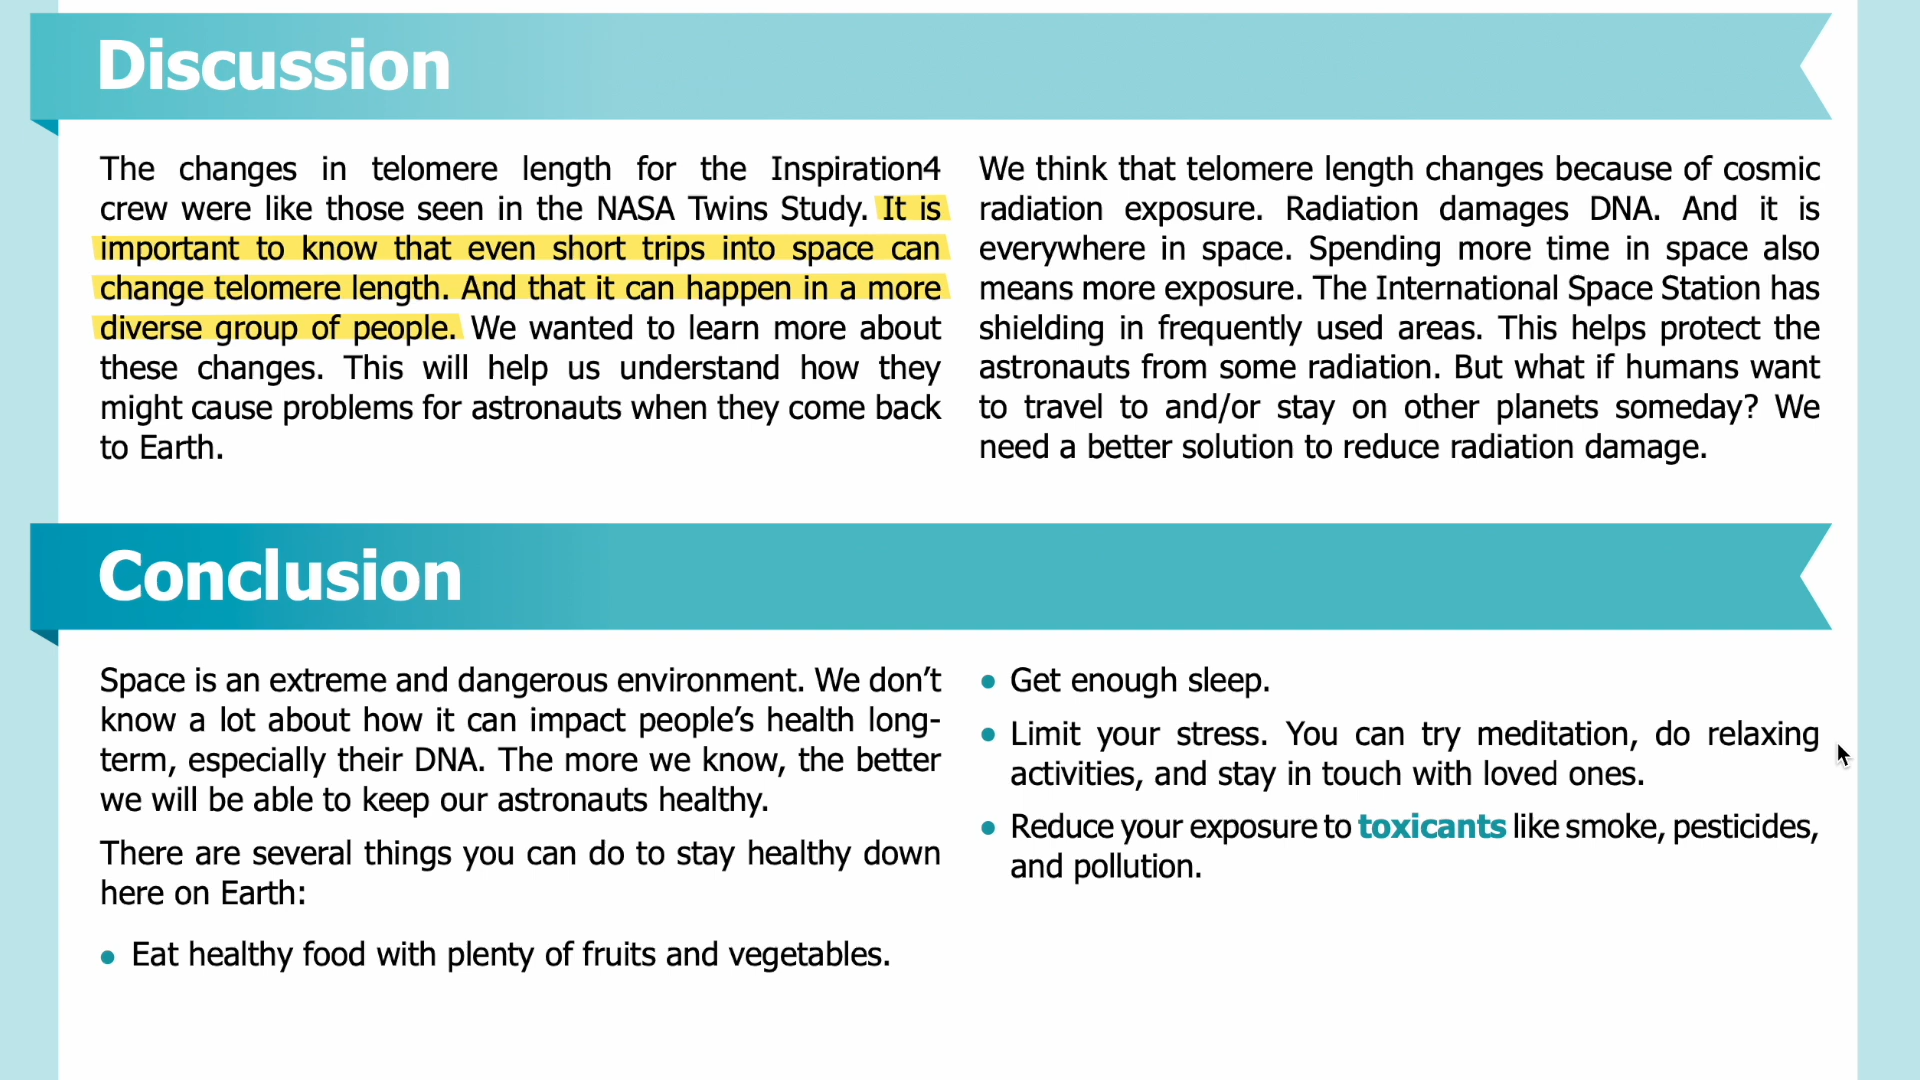 Discussion
The changes in telomere length for the Inspiration4
crew were like those seen in the NASA Twins Study. It is
important to know that even short trips into space can
change telomere length. And that it can happen in a more
diverse group of people. We wanted to learn more about
these changes. This will help us understand how they
might cause problems for astronauts when they come back
to Earth.
We think that telomere length changes because of cosmic
radiation exposure. Radiation damages DNA. And it is
everywhere in space. Spending more time in space also
means more exposure. The International Space Station has
shielding in frequently used areas. This helps protect the
astronauts from some radiation. But what if humans want
to travel to and/or stay on other planets someday? We
need a better solution to reduce radiation damage.
Conclusion
Space is an extreme and dangerous environment. We don’t
know a lot about how it can impact people’s health long-
term, especially their DNA. The more we know, the better
we will be able to keep our astronauts healthy.
There are several things you can do to stay healthy down
here on Earth:
• Eat healthy food with plenty of fruits and vegetables.
• Get enough sleep.
• Limit your stress. You can try meditation, do relaxing
activities, and stay in touch with loved ones.
• Reduce your exposure to toxicants like smoke, pesticides,
and pollution.